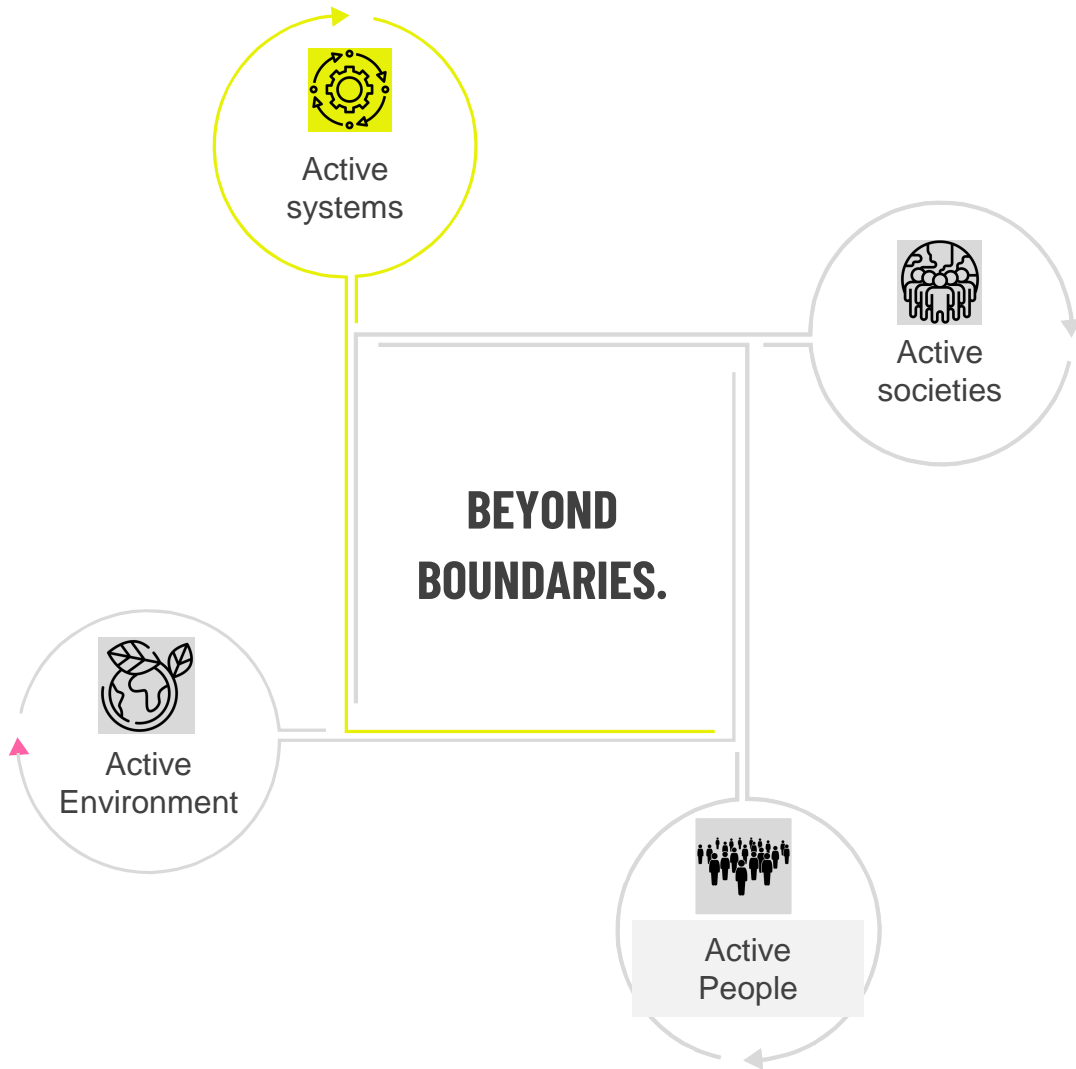 Active
systems
Active
societies
BEYOND
BOUNDARIES.
Active
Environment
Active
People